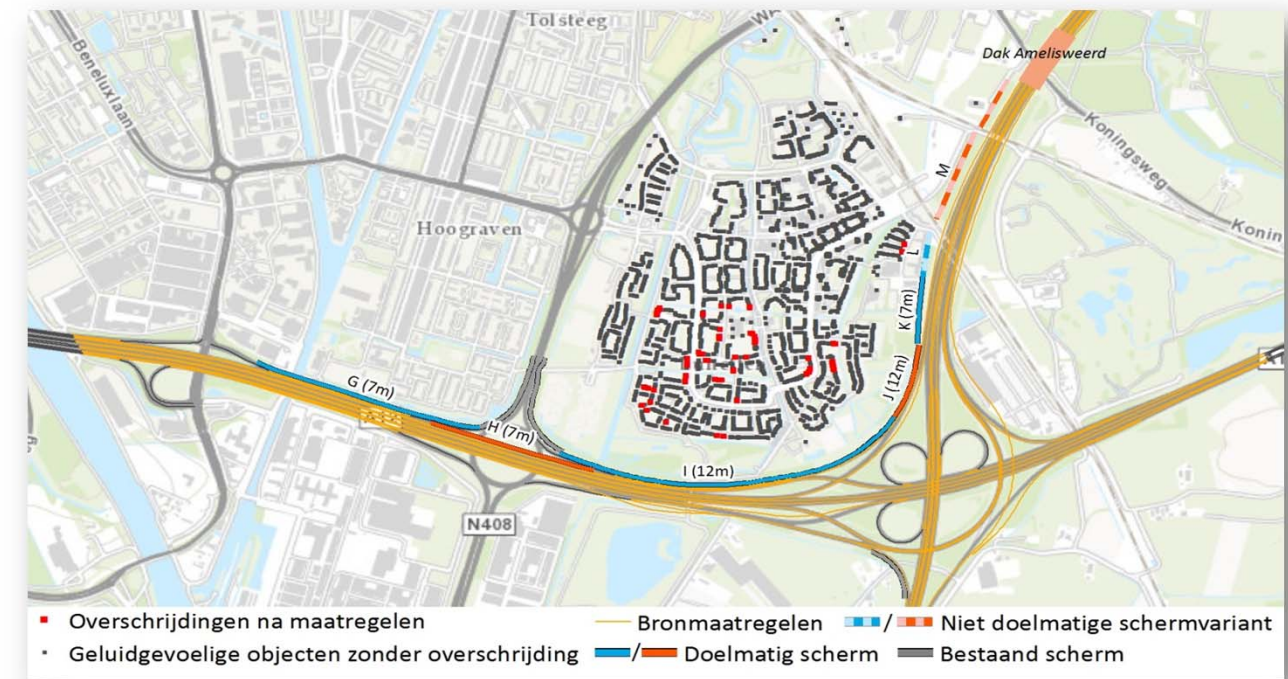 Tolsteeg
Beneluxlaan
Dak Amelisweerd
Koningsweg
Hoograven
M
L
K (7m)
J (12m)
G (7m)
H (7m)
I (12m)
N408
Overschrijdingen na maatregelen
Bronmaatregelen
/
Niet doelmatige schermvariant
Geluidgevoelige objecten zonder overschrijding
/
Doelmatig scherm
Bestaand scherm